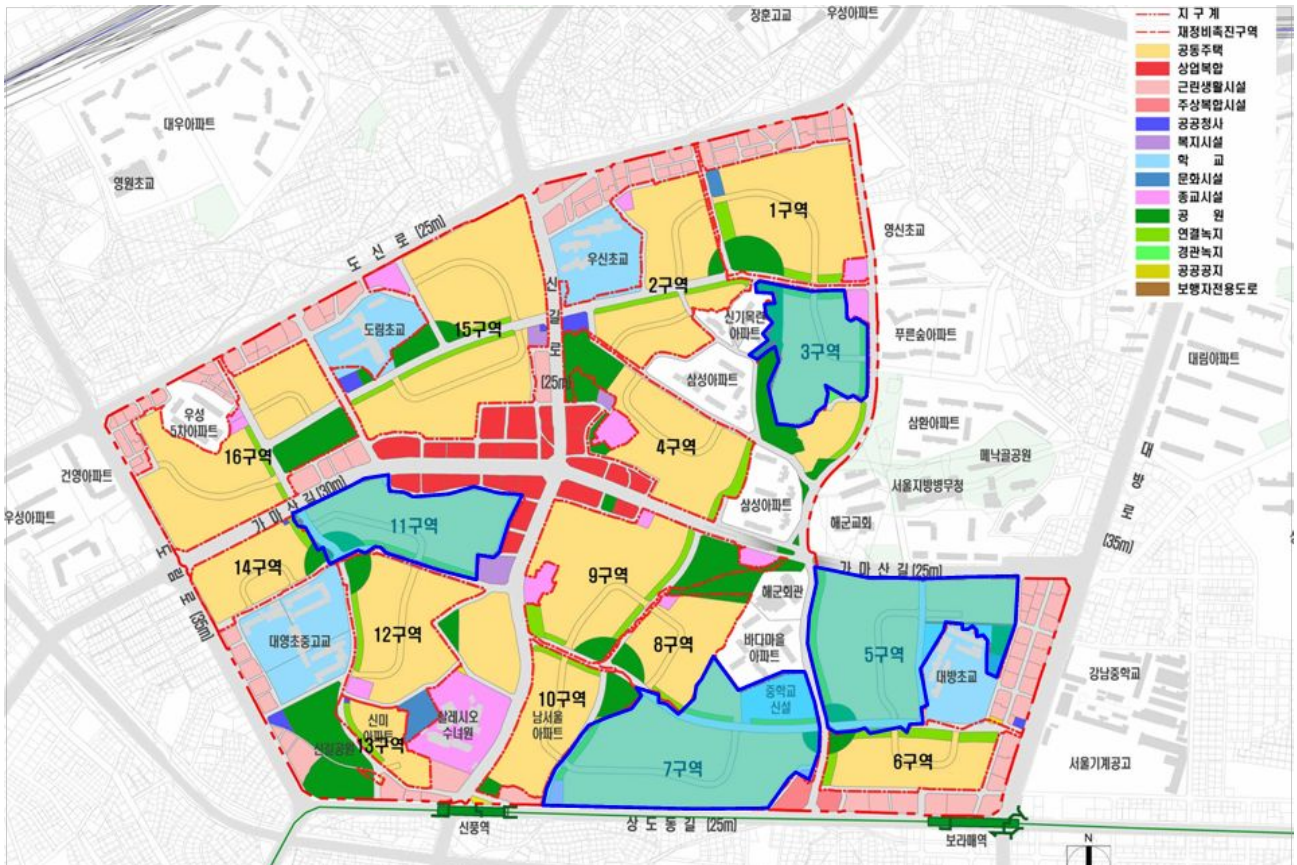 장훈고교
우성아파트
지 구 계
재정비촉진구역
공동주택
상업복합
근린생활시설
주상복합시설
공공청사
복지시설
학 교
문화시설
종교시설
공 원
연결녹지
경관녹지
공공공지
보행자전용도로
대우아파트
영원초교
도 신 로 (25m)
1구역
영신초교
우신초교
2구역
신 길 로 (25m)
도림초교
15구역
신기목련
아파트
3구역
푸른숲아파트
대림아파트
삼성아파트
우성
5차아파트
4구역
삼환아파트
메낙골공원
16구역
건영아파트
서울지방병무청
대 방 로 (35m)
가 마 산 길 (30m)
삼성아파트
우성아파트
11구역
해군교회
도 림 로 (35m)
14구역
9구역
해군회관
가 마 산 길 (25m)
대영초중고교
12구역
8구역
바다마을
아파트
5구역
대방초교
강남중학교
10구역
남서울
아파트
중학교
신설
신미
아파트
살레시오
수녀원
13구역
신길공원
7구역
6구역
서울기계공고
신풍역
상 도 동 길 (25m)
보라매역
N